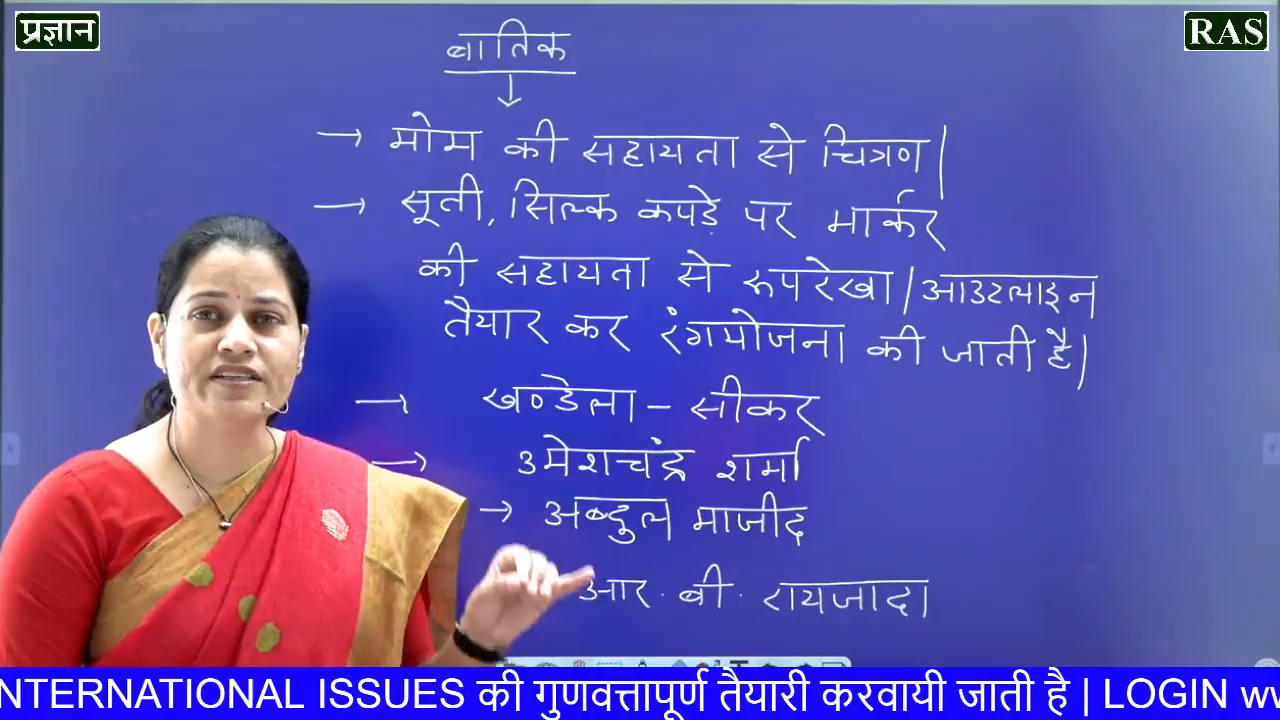 प्रज्ञान
RAS
बातिक
→ मोम की सहायता से चित्रण।
→ सूती, सिल्क कपड़े पर मार्कर
की सहायता से रूपरेखा/आउटलाइन
तैयार कर रंगयोजना की जाती है।
→ खण्डेला - सीकर
→ उमेशचंद्र शर्मा
→ अब्दुल माजीद
आर. बी. रायजादा
NTERNATIONAL ISSUES की गुणवत्तापूर्ण तैयारी करवायी जाती है | LOGIN ww